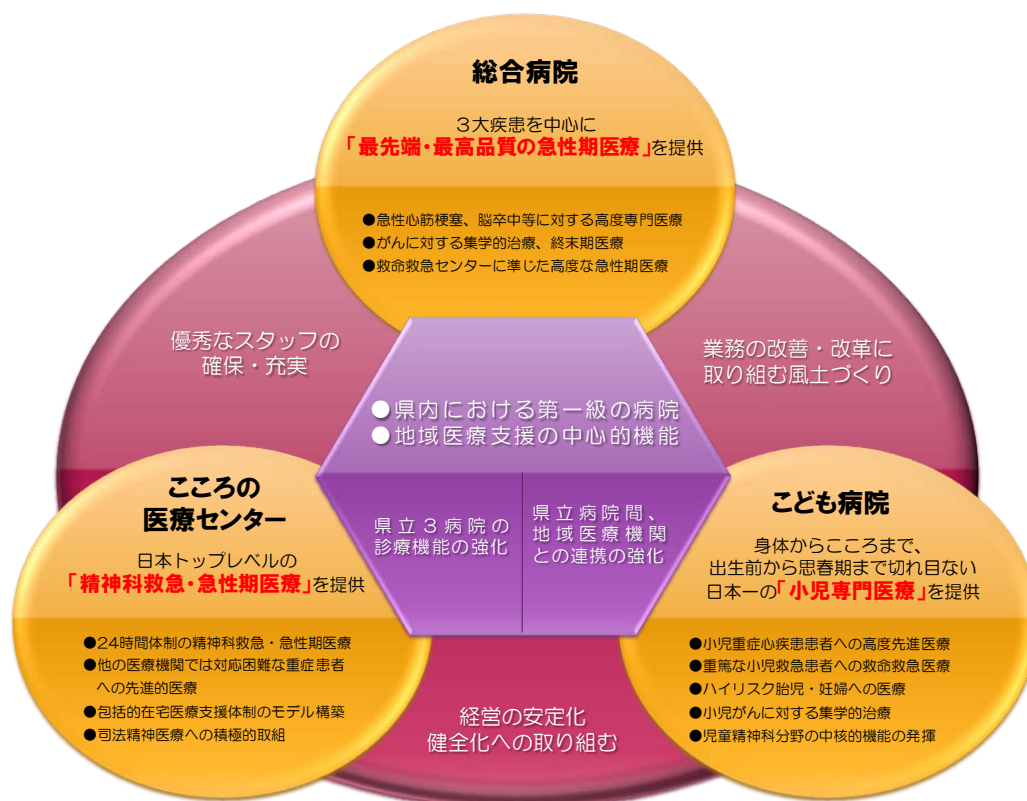 総合病院
３大疾患を中心に
「最先端・最高品質の急性期医療」を提供
●急性心筋梗塞、脳卒中等に対する高度専門医療
●がんに対する集学的治療、終末期医療
●救命救急センターに準じた高度な急性期医療
優秀なスタッフの
確保・充実
業務の改善・改革に
取り組む風土づくり
●県内における第一級の病院
●地域医療支援の中心的機能
県立３病院の
診療機能の強化
県立病院間、
地域医療機関
との連携の強化
こころの
医療センター
日本トップレベルの
「精神科救急・急性期医療」を提供
●24時間体制の精神科救急・急性期医療
●他の医療機関では対応困難な重症患者
への先進的医療
●包括的在宅医療支援体制のモデル構築
●司法精神医療への積極的取組
こども病院
身体からこころまで、
出生前から思春期まで切れ目ない
日本一の「小児専門医療」を提供
●小児重症心疾患患者への高度先進医療
●重篤な小児救急患者への救命救急医療
●ハイリスク胎児・妊婦への医療
●小児がんに対する集学的治療
●児童精神科分野の中核的機能の発揮
経営の安定化
健全化への取り組む